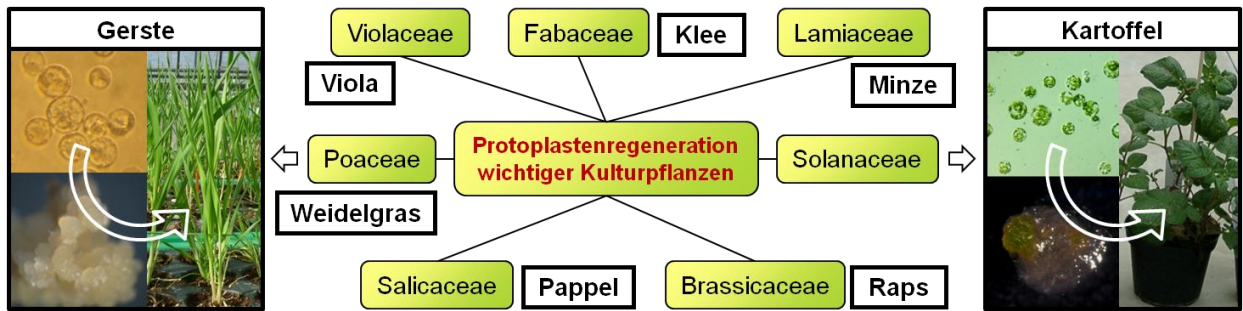 Gerste
Violaceae
Fabaceae
Klee
Lamiaceae
Kartoffel
Viola
Minze
Poaceae
Protoplastenregeneration
wichtiger Kulturpflanzen
Solanaceae
Weidelgras
Salicaceae
Pappel
Brassicaceae
Raps